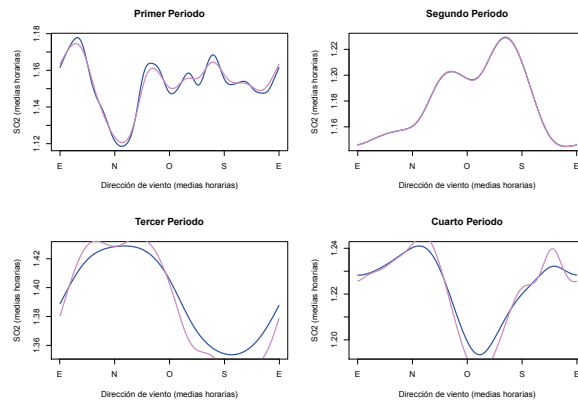 Primer Periodo
SO2 (medias horarias)
1.18
1.16
1.14
1.12
E N O S E
Dirección de viento (medias horarias)
Segundo Periodo
SO2 (medias horarias)
1.22
1.20
1.18
1.16
E N O S E
Dirección de viento (medias horarias)
Tercer Periodo
SO2 (medias horarias)
1.42
1.40
1.38
1.36
E N O S E
Dirección de viento (medias horarias)
Cuarto Periodo
SO2 (medias horarias)
1.24
1.22
1.20
E N O S E
Dirección de viento (medias horarias)